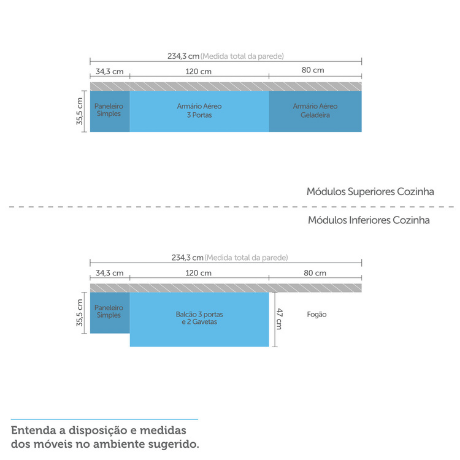 234,3 cm (Medida total da parede)
34,3 cm 120 cm 80 cm
35,5 cm
Paneleiro
Simples
Armário Aéreo
3 Portas
Armário Aéreo
Geladeira
Módulos Superiores Cozinha
Módulos Inferiores Cozinha
234,3 cm (Medida total da parede)
34,3 cm 120 cm 80 cm
35,5 cm
Paneleiro
Simples
Balcão 3 portas
e 2 Gavetas
47 cm
Fogão
Entenda a disposição e medidas
dos móveis no ambiente sugerido.